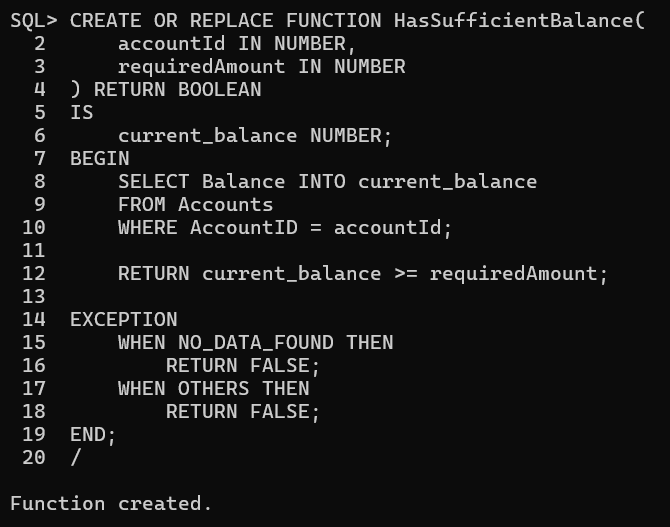 SQL> CREATE OR REPLACE FUNCTION HasSufficientBalance(
  2      accountId IN NUMBER,
  3      requiredAmount IN NUMBER
  4  ) RETURN BOOLEAN
  5  IS
  6      current_balance NUMBER;
  7  BEGIN
  8      SELECT Balance INTO current_balance
  9      FROM Accounts
 10      WHERE AccountID = accountId;
 11
 12      RETURN current_balance >= requiredAmount;
 13
 14  EXCEPTION
 15      WHEN NO_DATA_FOUND THEN
 16          RETURN FALSE;
 17      WHEN OTHERS THEN
 18          RETURN FALSE;
 19  END;
 20  /

Function created.